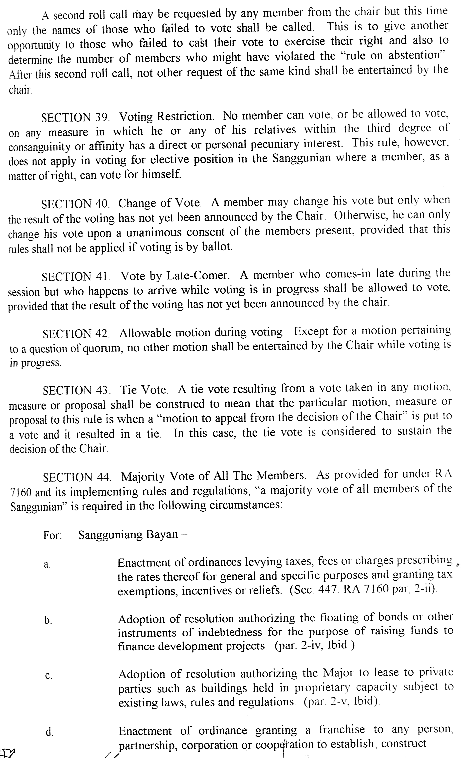 A second roll call may be requested by any member from the chair but this time
only the names of those who failed to vote shall be called. This is to give another
opportunity to those who failed to cast their vote to exercise their right and also to
determine the number of members who might have violated the "rule on abstention"
After this second roll call, not other request of the same kind shall be entertained by the
chair.
SECTION 39. Voting Restriction. No member can vote, or be allowed to vote,
on any measure in which he or any of his relatives within the third degree of
consanguinity or affinity has a direct or personal pecuniary interest. This rule, however,
does not apply in voting for elective position in the Sanggunian where a member, as a
matter of right, can vote for himself.
SECTION 40. Change of Vote. A member may change his vote but only when
the result of the voting has not yet been announced by the Chair. Otherwise, he can only
change his vote upon a unanimous consent of the members present, provided that this
rules shall not be applied if voting is by ballot.
SECTION 41. Vote by Late-Comer. A member who comes-in late during the
session but who happens to arrive while voting is in progress shall be allowed to vote,
provided that the result of the voting has not yet been announced by the chair.
SECTION 42. Allowable motion during voting. Except for a motion pertaining
to a question of quorum, no other motion shall be entertained by the Chair while voting is
in progress.
SECTION 43. Tie Vote. A tie vote resulting from a vote taken in any motion,
measure or proposal shall be construed to mean that the particular motion, measure or
proposal to this rule is when a "motion to appeal from the decision of the Chair" is put to
a vote and it resulted in a tie. In this case, the tie vote is considered to sustain the
decision of the Chair.
SECTION 44. Majority Vote of All The Members. As provided for under RA
7160 and its implementing rules and regulations, "a majority vote of all members of the
Sanggunian" is required in the following circumstances:
For: Sangguniang Bayan –
a. Enactment of ordinances levying taxes, fees or charges prescribing
the rates thereof for general and specific purposes and granting tax
exemptions, incentives or reliefs. (Sec. 447. RA 7160 par. 2-ii).
b. Adoption of resolution authorizing the floating of bonds or other
instruments of indebtedness for the purpose of raising funds to
finance development projects (par. 2-iv, Ibid.)
c. Adoption of resolution authorizing the Major to lease to private
parties such as buildings held in proprietary capacity subject to
existing laws, rules and regulations (par. 2-v. Ibid).
d. Enactment of ordinance granting a franchise to any person,
partnership, corporation or cooperation to establish, construct